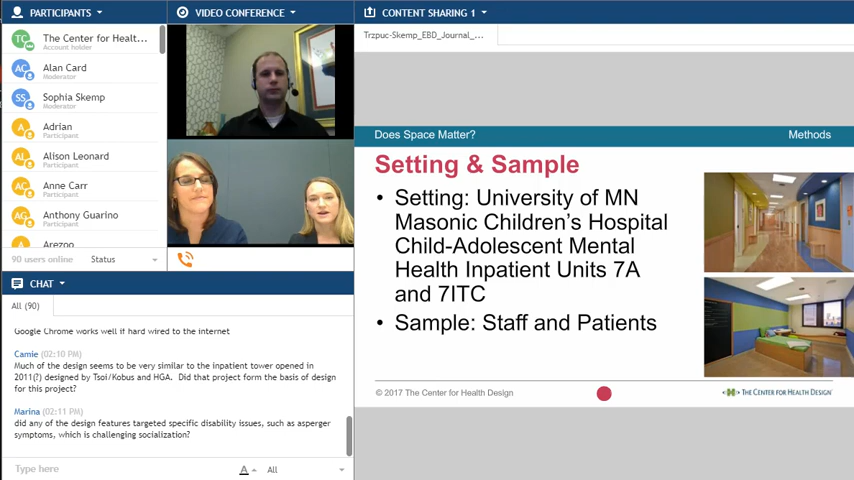 PARTICIPANTS
TC
The Center for Healt...
Account holder
AC
Alan Card
Moderator
SS
Sophia Skemp
Moderator
A
Adrian
Participant
AL
Alison Leonard
Participant
AC
Anne Carr
Participant
AG
Anthony Guarino
Participant
Arezoo
90 users online
Status
VIDEO CONFERENCE
CHAT
All (90)
Google Chrome works well if hard wired to the internet
Camie (02:10 PM)
Much of the design seems to be very similar to the inpatient tower opened in
2011(?) designed by Tsoi/Kobus and HGA. Did that project form the basis of design
for this project?
Marina (02:11 PM)
did any of the design features targeted specific disability issues, such as asperger
symptoms, which is challenging socialization?
Type here
A
All
CONTENT SHARING 1
Trzpuc-Skemp_EBD_Journal_...
Does Space Matter?
Methods
Setting & Sample
• Setting: University of MN
Masonic Children's Hospital
Child-Adolescent Mental
Health Inpatient Units 7A
and 7ITC
• Sample: Staff and Patients
© 2017 The Center for Health Design
THE CENTER FOR HEALTH DESIGN